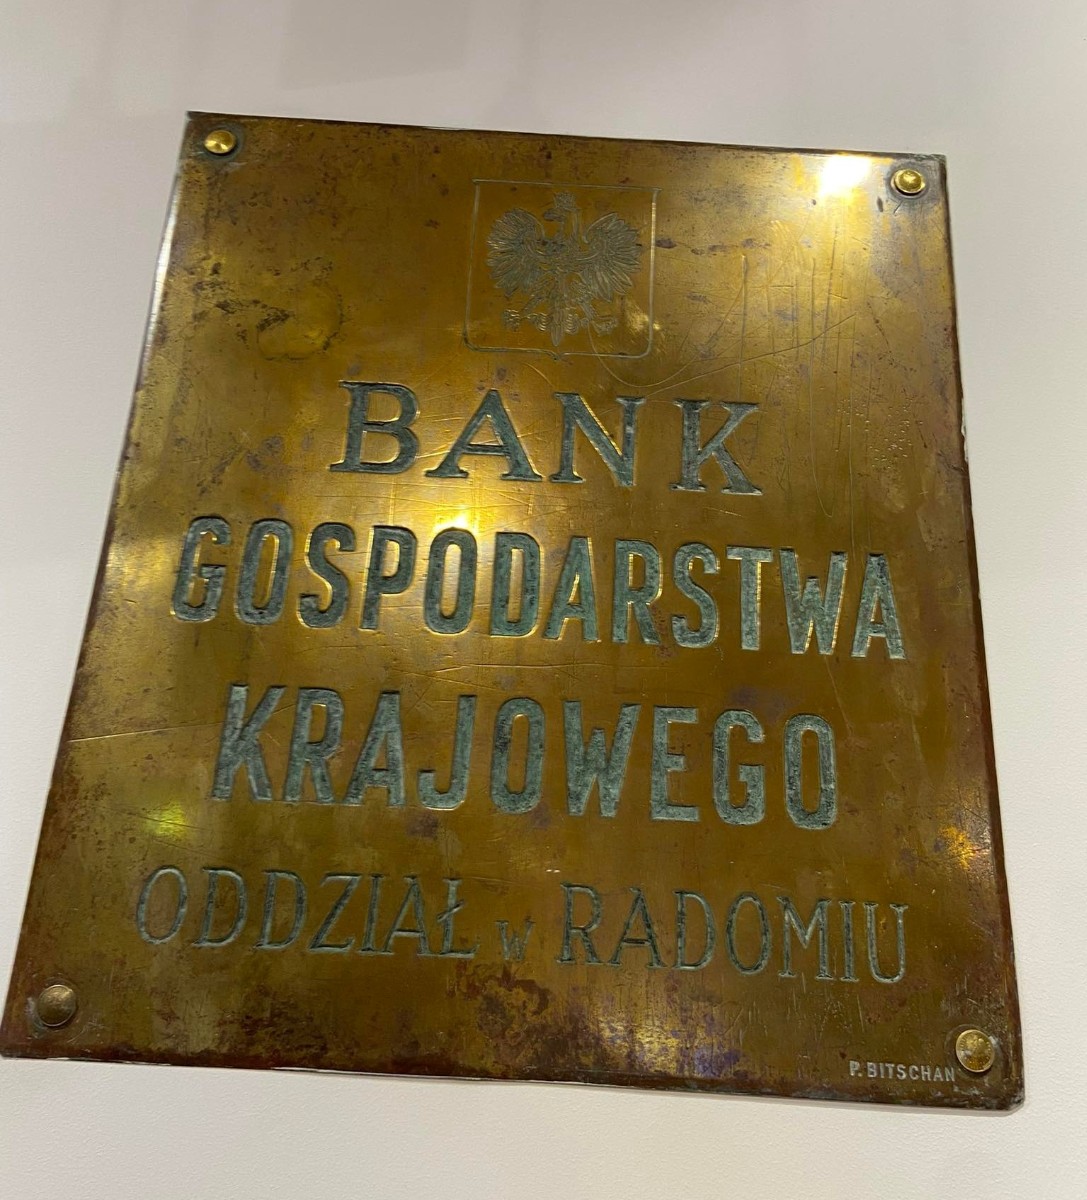 BANK
GOSPODARSTWA
KRAJOWEGO
ODDZIAŁ w RADOMIU
P. BITSCHAN